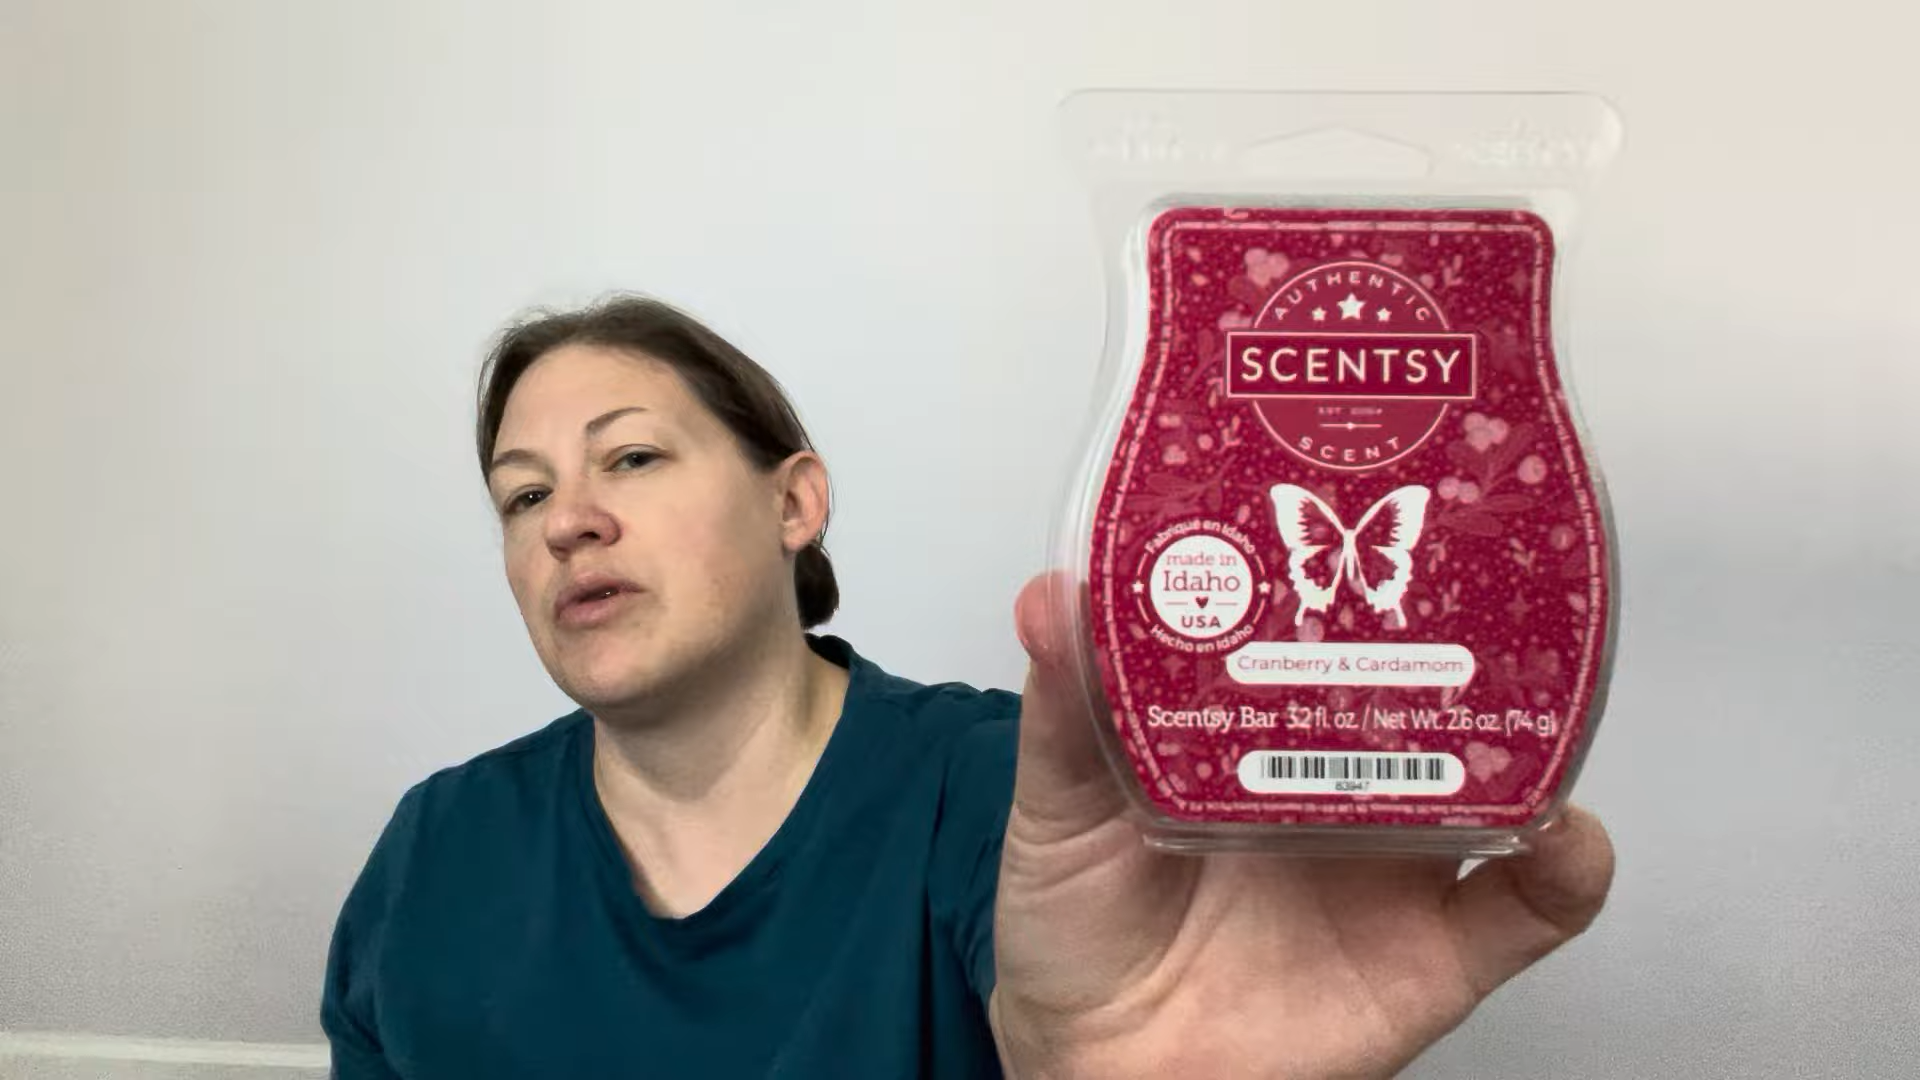 AUTHENTIC
SCENTSY
SCENT
Fabriqué en Idaho
made in
Idaho
USA
Hecho en Idaho
Cranberry & Cardamom
Scentsy Bar 3.2 fl. oz. / Net Wt. 2.6 oz. (74 g)
83947